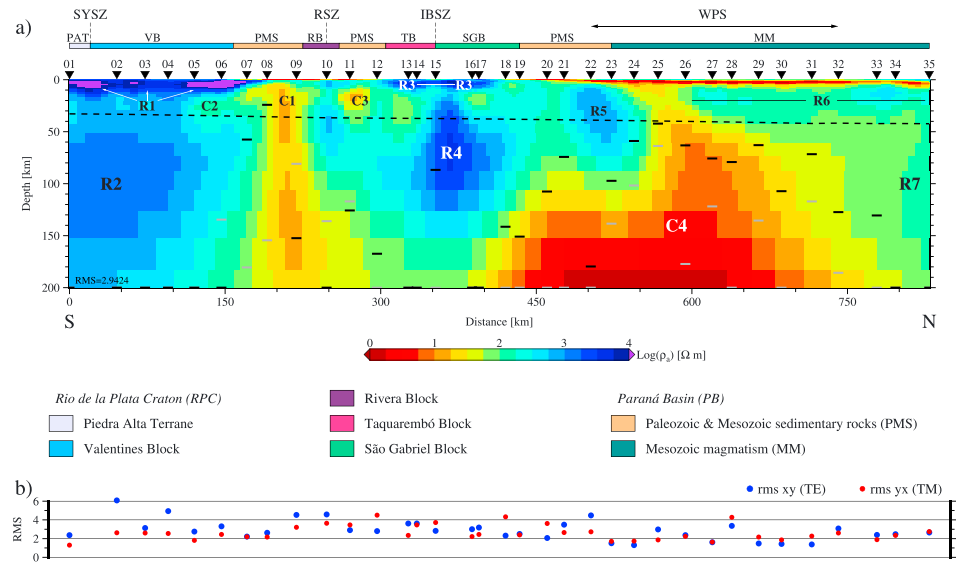 a)
SYSZ RSZ IBSZ WPS
PAT VB PMS RB PMS TB SGB PMS MM
01 02 03 04 05 06 07 08 09 10 11 12 13 14 15 16 17 18 19 20 21 22 23 24 25 26 27 28 29 30 31 32 33 34 35
0
50
100
150
200
Depth [km]
R1 C2 C1 C3 R3 R3 R5 R6
R2 R4 R7
C4
RMS=2.9424
0 150 300 450 600 750
S Distance [km] N
0 1 2 3 4 Log(ρa) [Ω m]
Rio de la Plata Craton (RPC)
Piedra Alta Terrane
Valentines Block
Rivera Block
Taquarembó Block
São Gabriel Block
Paraná Basin (PB)
Paleozoic & Mesozoic sedimentary rocks (PMS)
Mesozoic magmatism (MM)
b)
rms xy (TE) rms yx (TM)
RMS
6
4
2
0